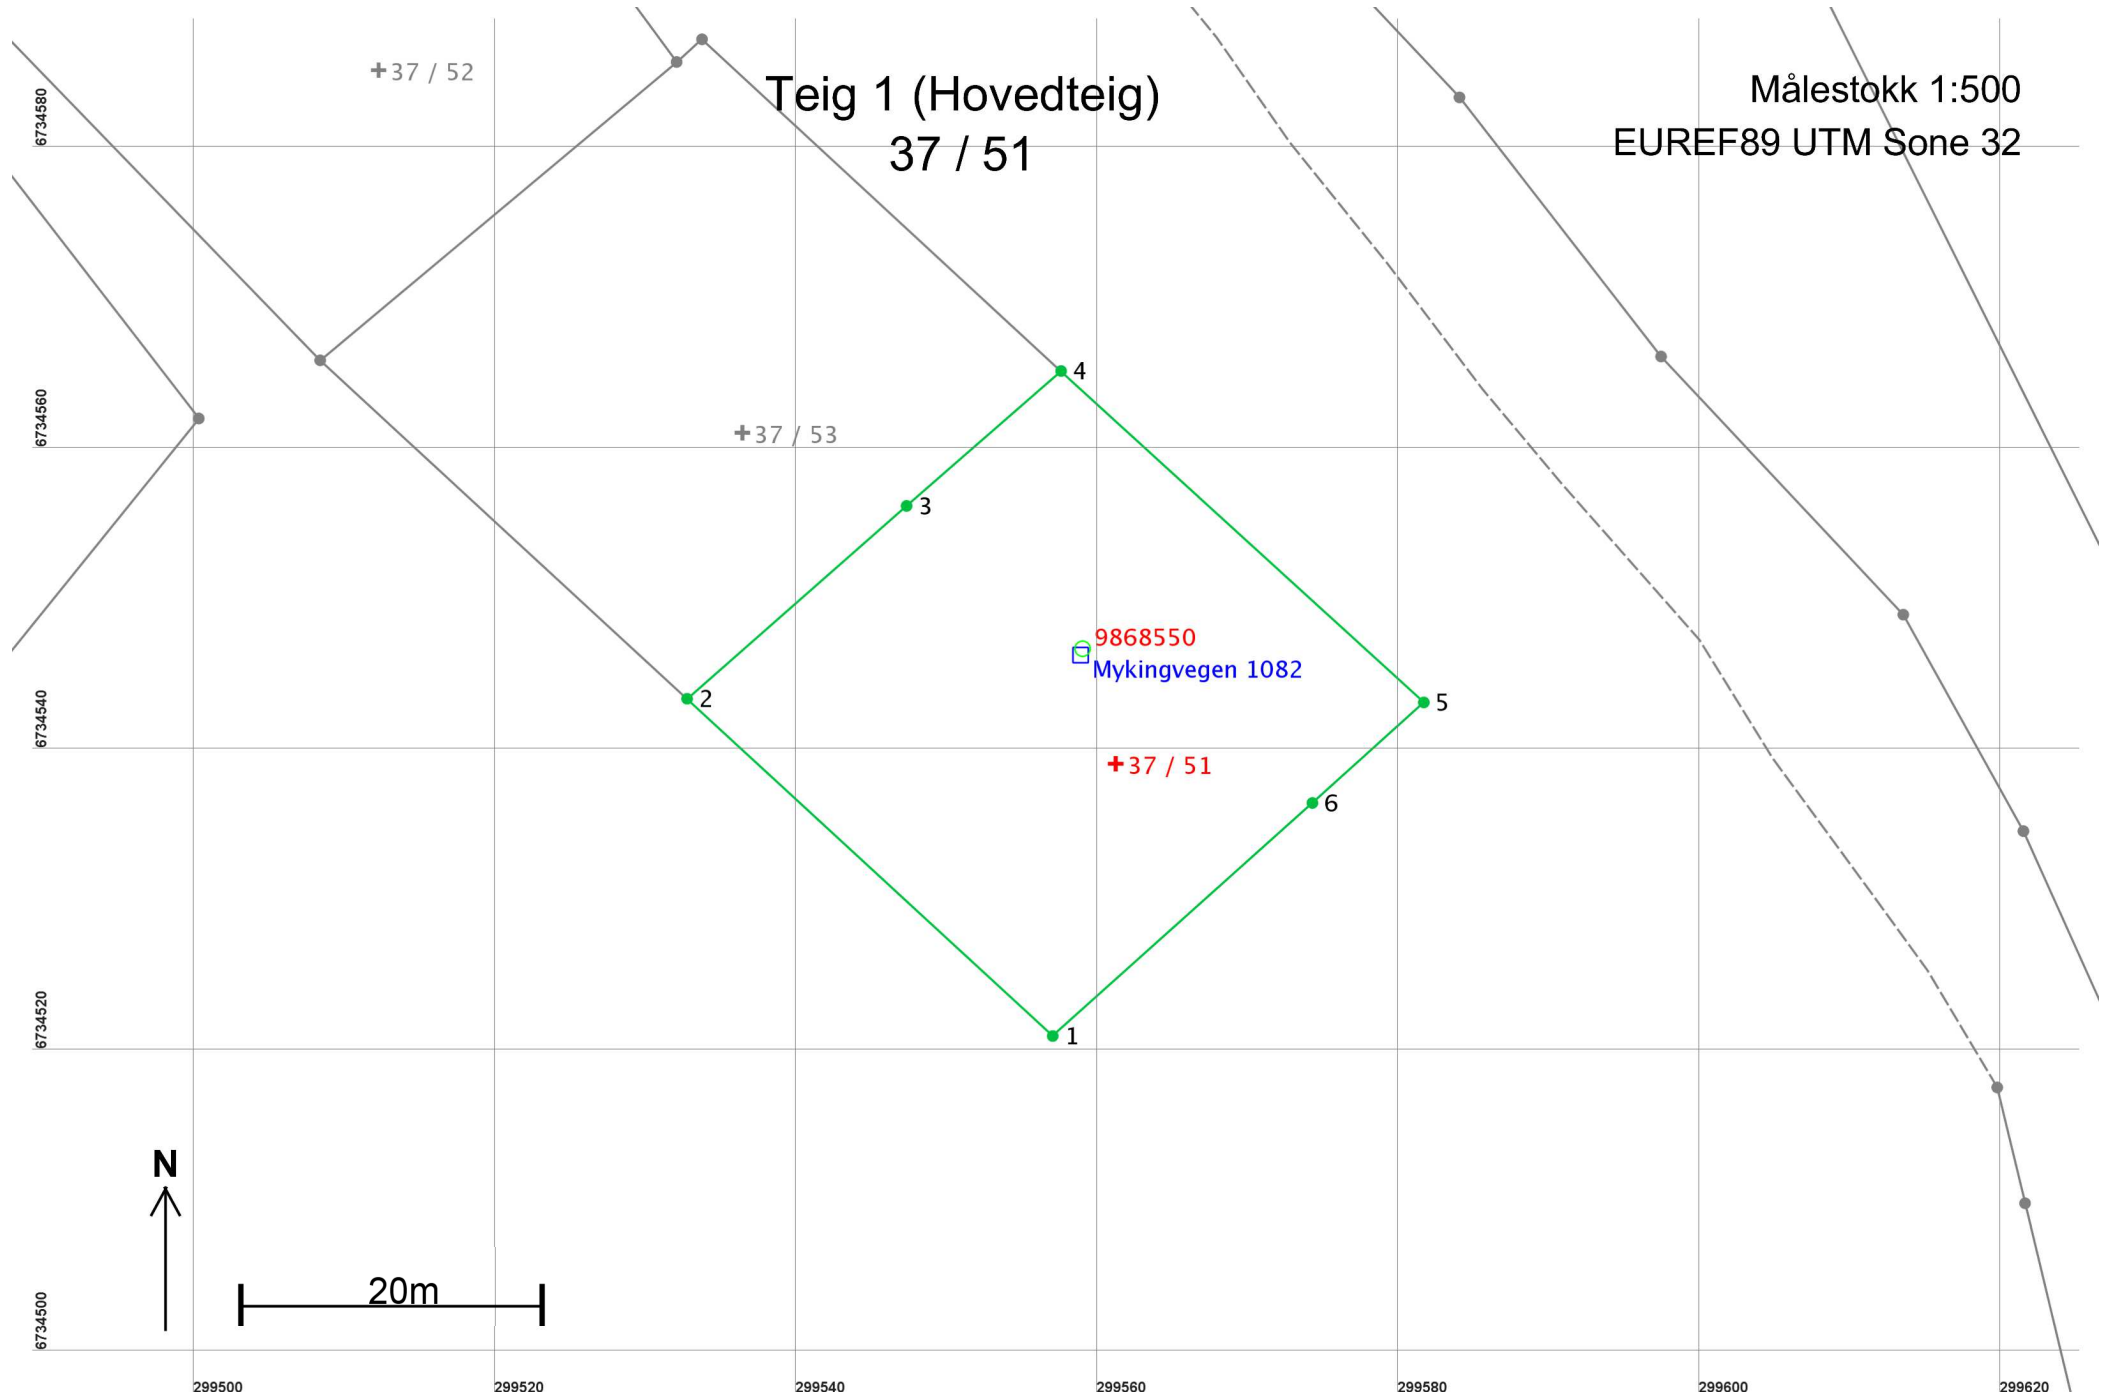 37 / 52
Teig 1 (Hovedteig)
37 / 51
Målestokk 1:500
EUREF89 UTM Sone 32
6734580
4
6734560
37 / 53
3
9868550
Mykingvegen 1082
2
5
6734540
37 / 51
6
6734520
1
N
20m
6734500
299500
299520
299540
299560
299580
299600
299620